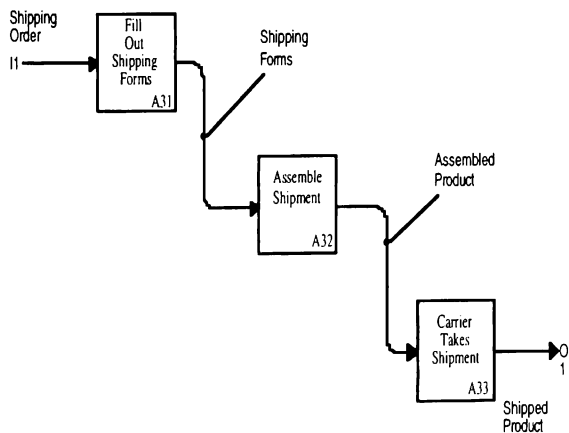 Shipping
Order
I1
Fill
Out
Shipping
Forms
A31
Shipping
Forms
Assemble
Shipment
A32
Assembled
Product
Carrier
Takes
Shipment
A33
O
1
Shipped
Product